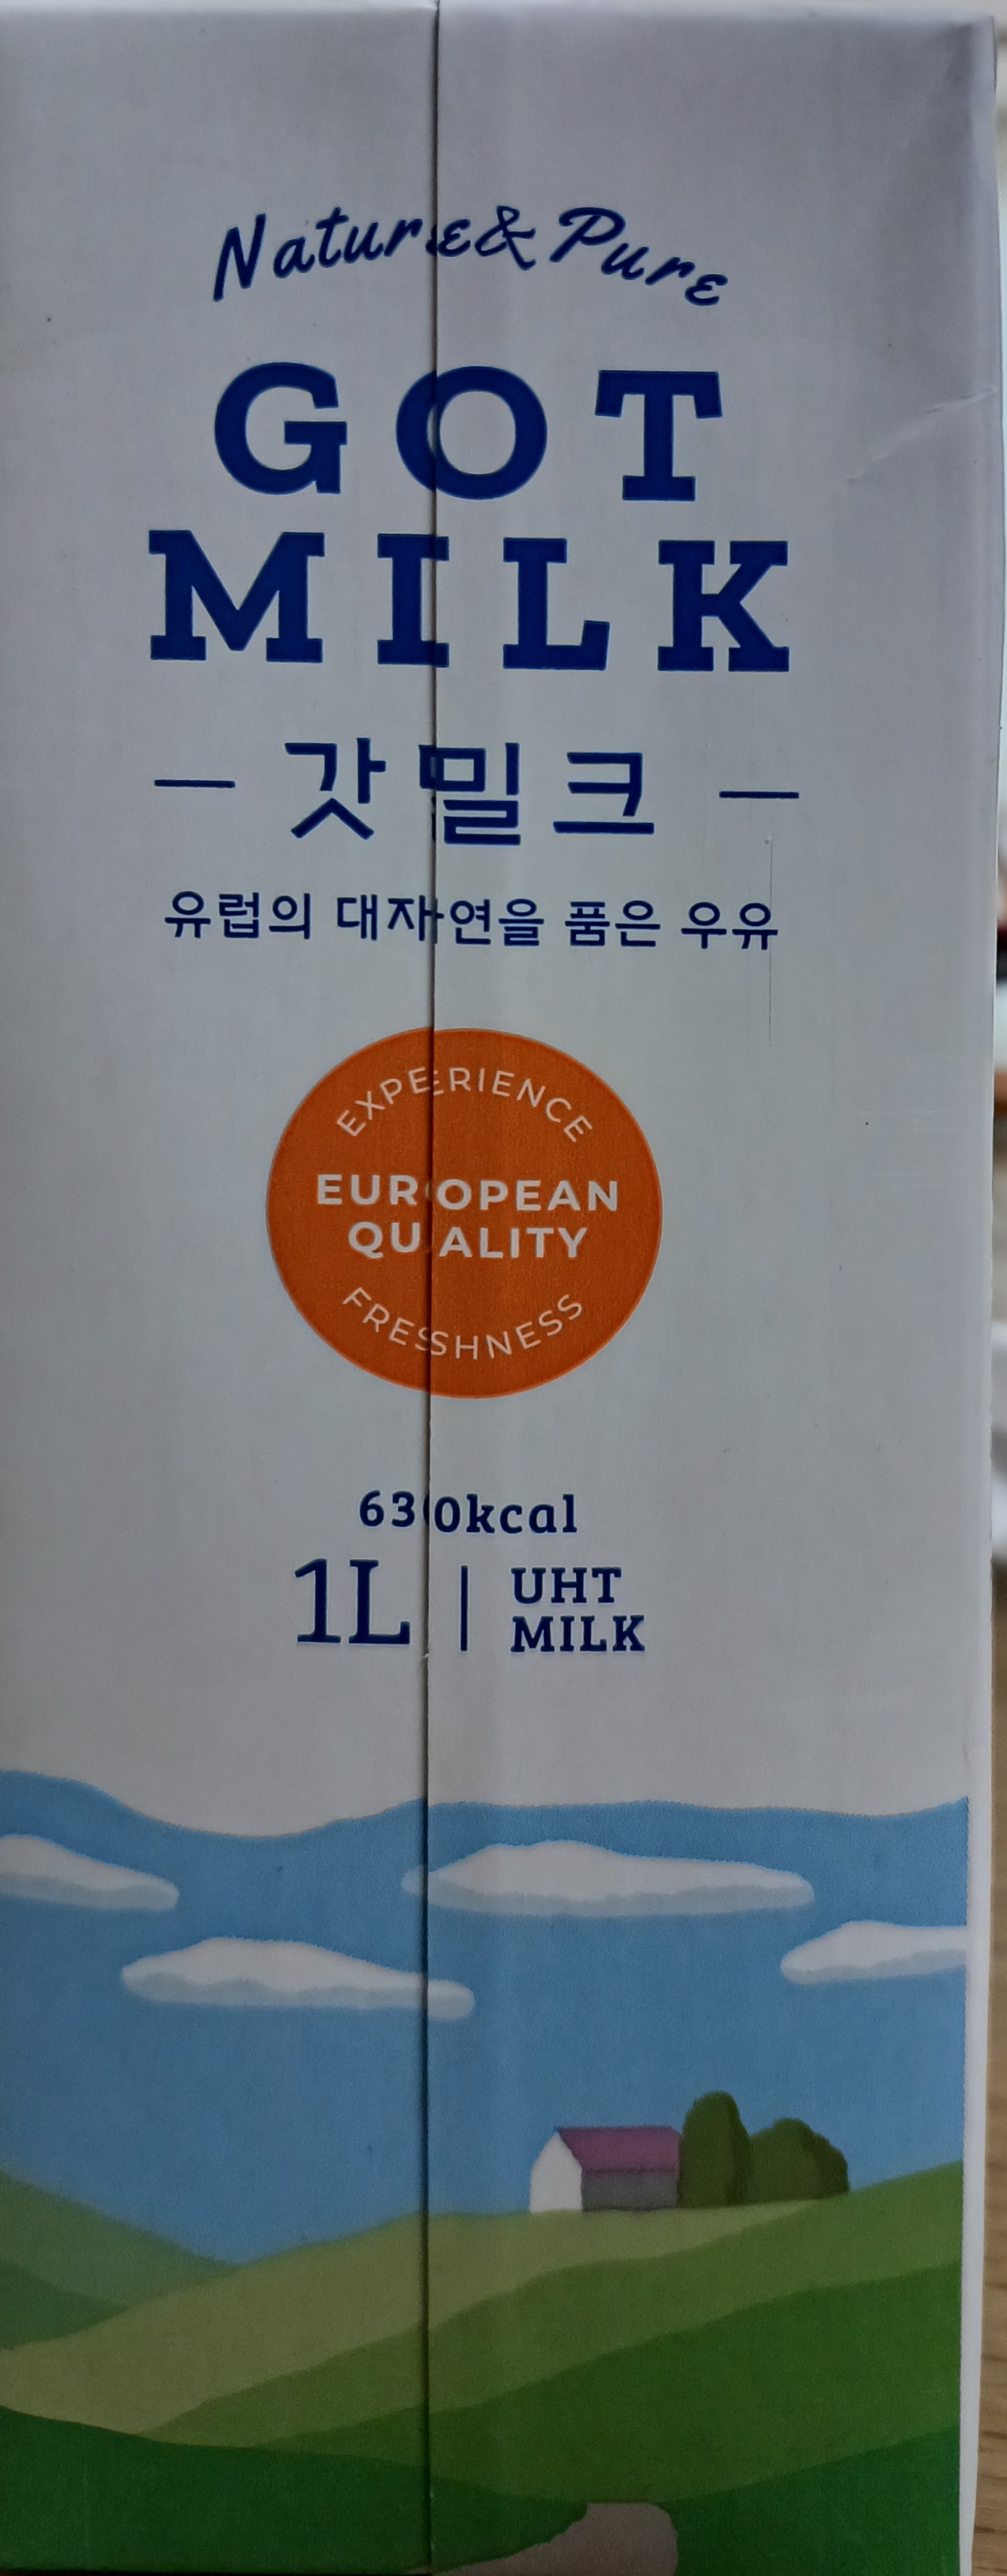 Nature&Pure
GOT
MILK
갓밀크
유럽의 대자연을 품은 우유
EXPERIENCE
EUROPEAN
QUALITY
FRESHNESS
630kcal
1L | UHT
MILK